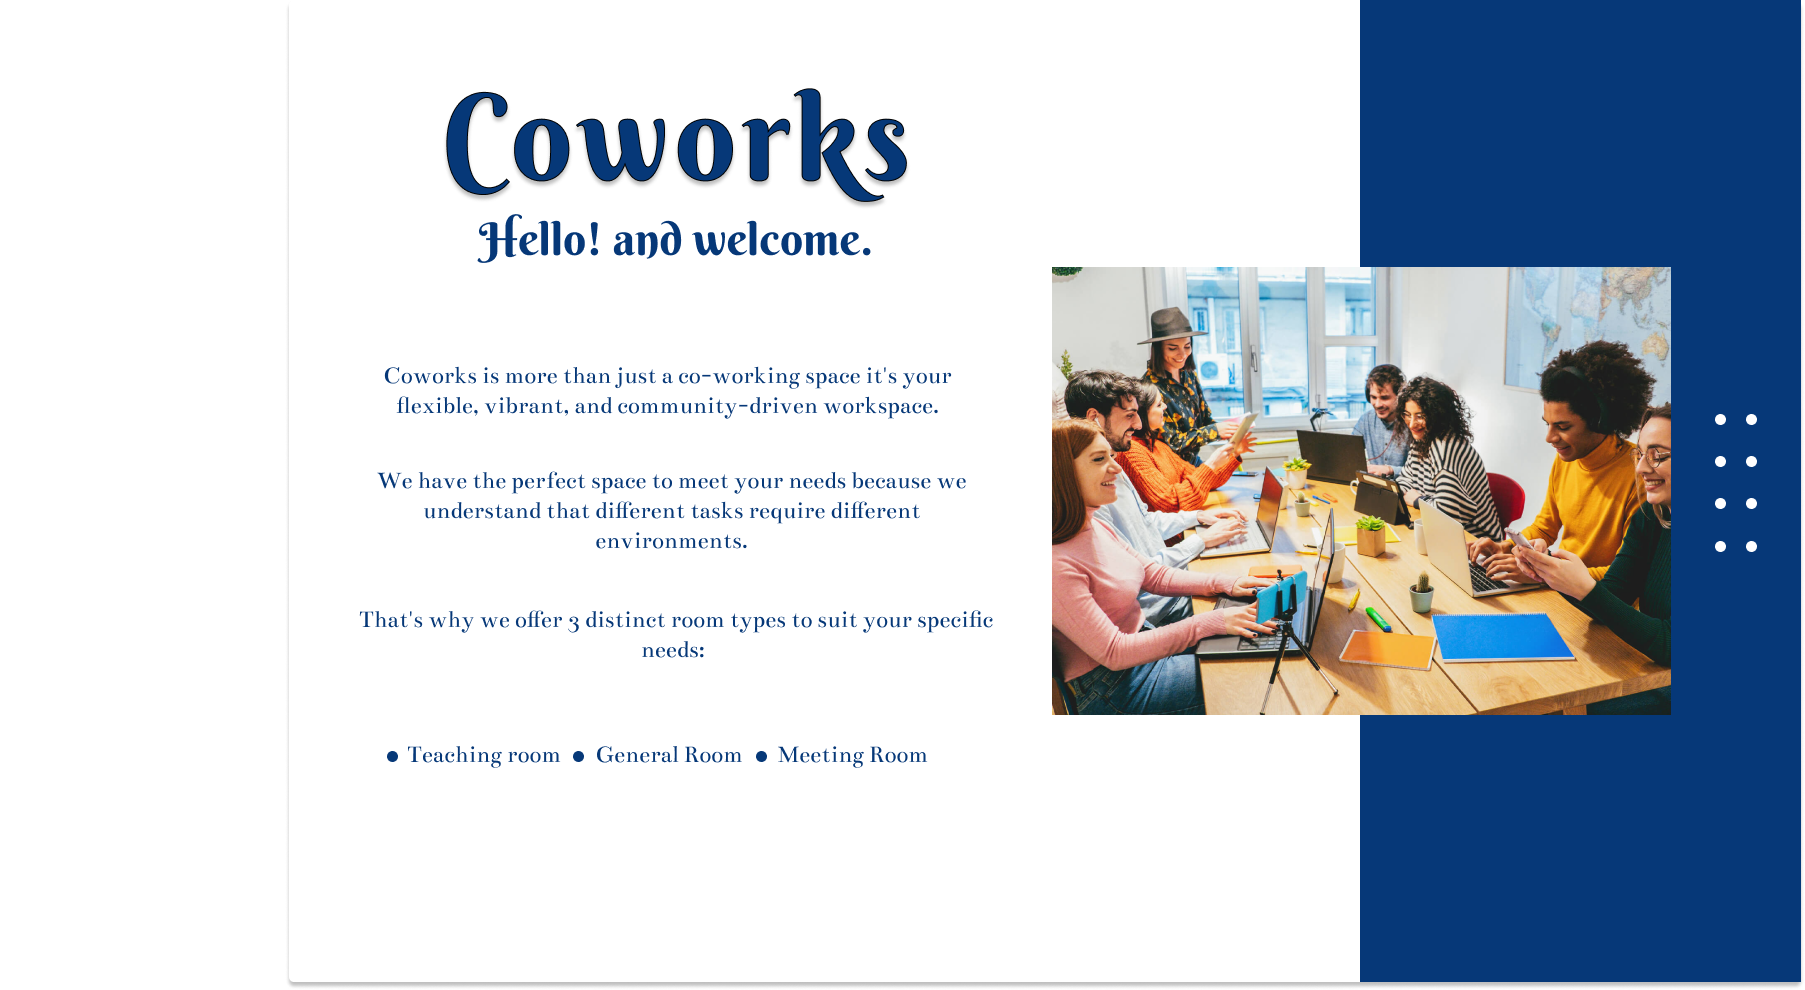 Coworks
Hello! and welcome.
Coworks is more than just a co-working space it's your
flexible, vibrant, and community-driven workspace.
We have the perfect space to meet your needs because we
understand that different tasks require different
environments.
That's why we offer 3 distinct room types to suit your specific
needs:
● Teaching room ● General Room ● Meeting Room